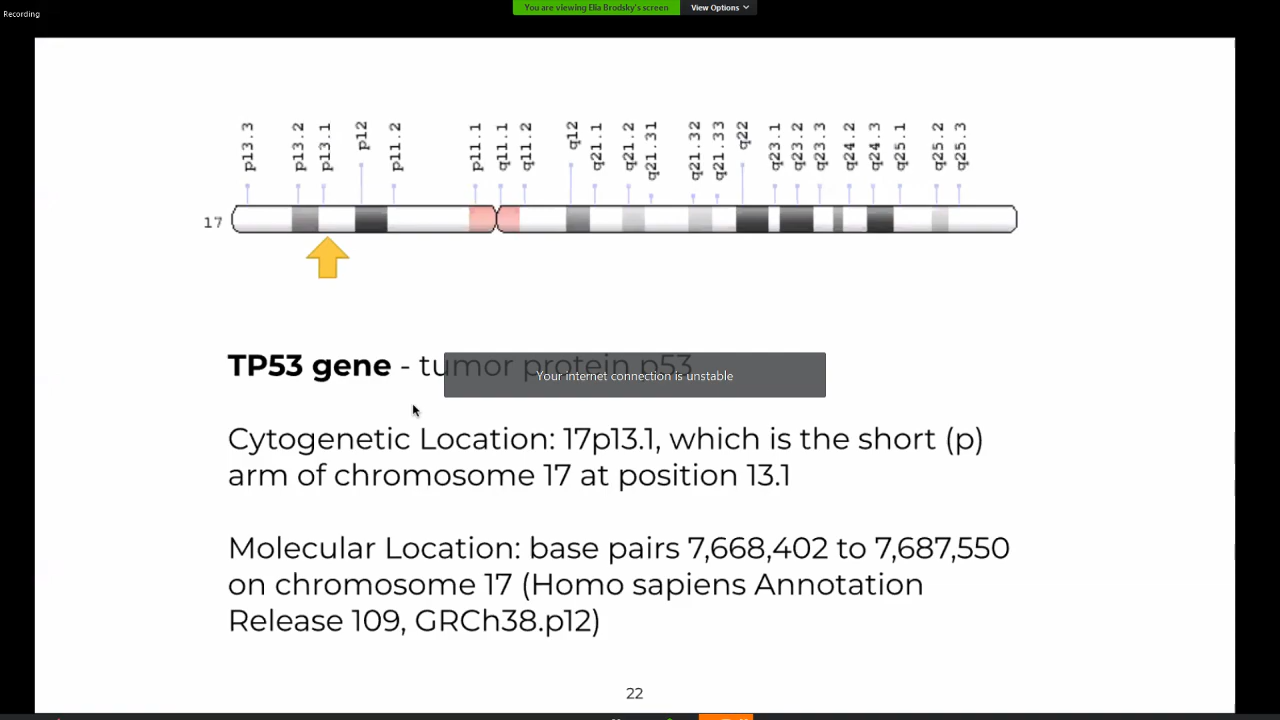 Recording
You are viewing Elia Brodsky's screen
View Options
p13.3 p13.2 p13.1 p12 p11.2 p11.1 q11.1 q11.2 q12 q21.1 q21.2 q21.31 q21.32 q21.33 q22 q23.1 q23.2 q23.3 q24.2 q24.3 q25.1 q25.2 q25.3
17
TP53 gene - tumor protein p53
Your internet connection is unstable
Cytogenetic Location: 17p13.1, which is the short (p)
arm of chromosome 17 at position 13.1
Molecular Location: base pairs 7,668,402 to 7,687,550
on chromosome 17 (Homo sapiens Annotation
Release 109, GRCh38.p12)
22